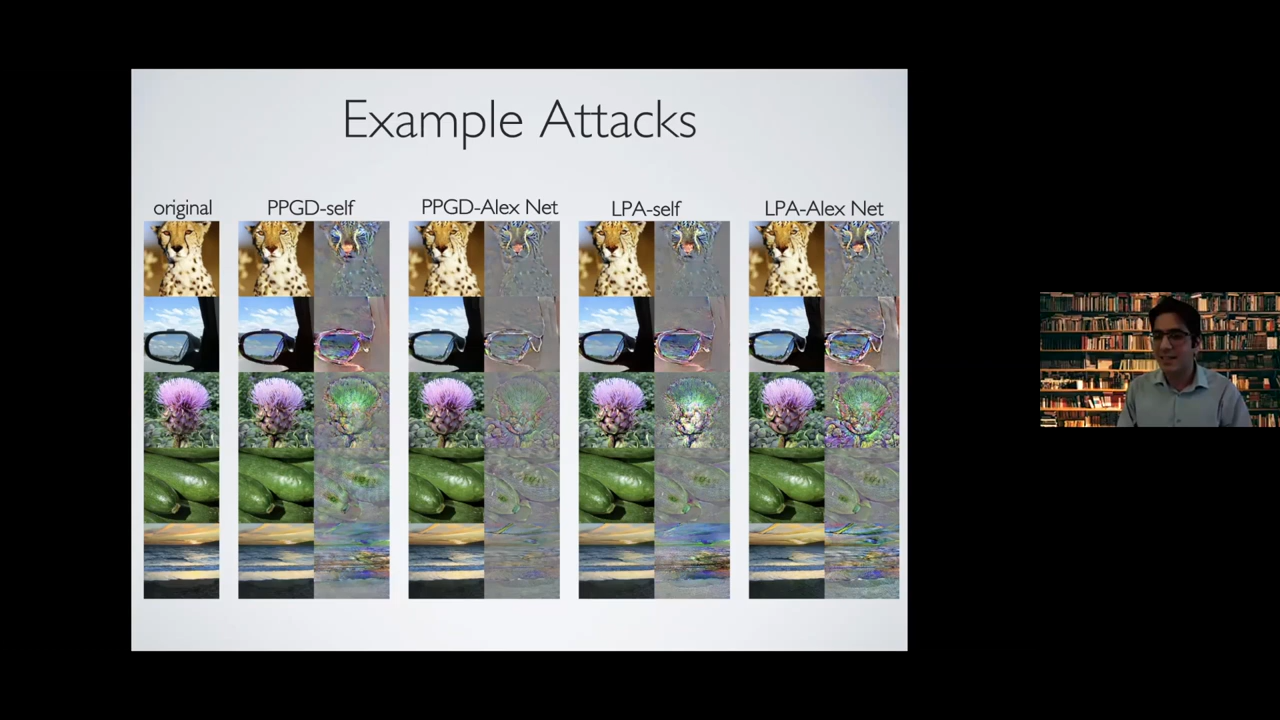 Example Attacks
original PPGD-self PPGD-Alex Net LPA-self LPA-Alex Net